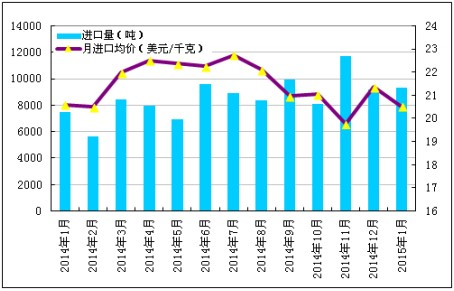 进口量（吨）
月进口均价（美元/千克）
14000
12000
10000
8000
6000
4000
2000
0
24
23
22
21
20
19
18
17
16
2014年1月
2014年2月
2014年3月
2014年4月
2014年5月
2014年6月
2014年7月
2014年8月
2014年9月
2014年10月
2014年11月
2014年12月
2015年1月